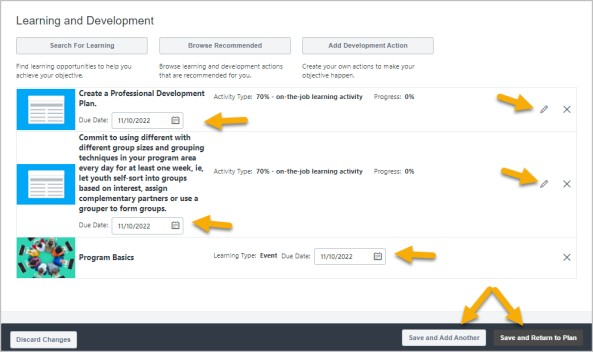 Learning and Development
Search For Learning
Browse Recommended
Add Development Action
Find learning opportunities to help you
achieve your objective.
Browse learning and development actions
that are recommended for you.
Create your own actions to make your
objective happen.
Create a Professional Development
Plan.
Activity Type: 70% - on-the-job learning activity Progress: 0%
Due Date: 11/10/2022
Commit to using different with
different group sizes and grouping
techniques in your program area
every day for at least one week, ie,
let youth self-sort into groups
based on interest, assign
complementary partners or use a
grouper to form groups.
Activity Type: 70% - on-the-job learning activity Progress: 0%
Due Date: 11/10/2022
Program Basics
Learning Type: Event Due Date: 11/10/2022
Discard Changes
Save and Add Another
Save and Return to Plan